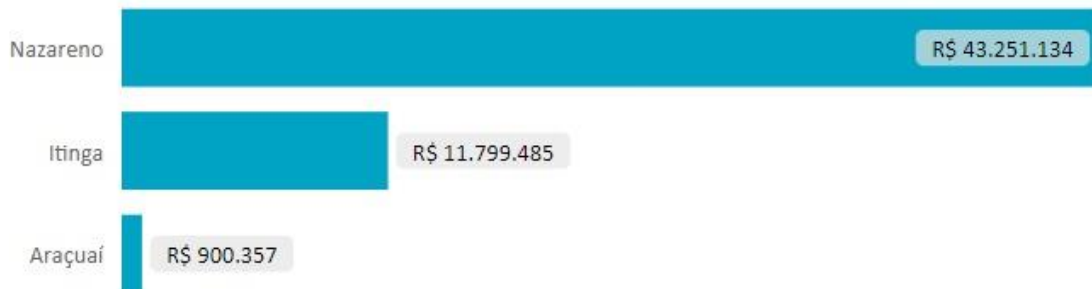 Nazareno R$ 43.251.134
Itinga R$ 11.799.485
Araçuaí R$ 900.357